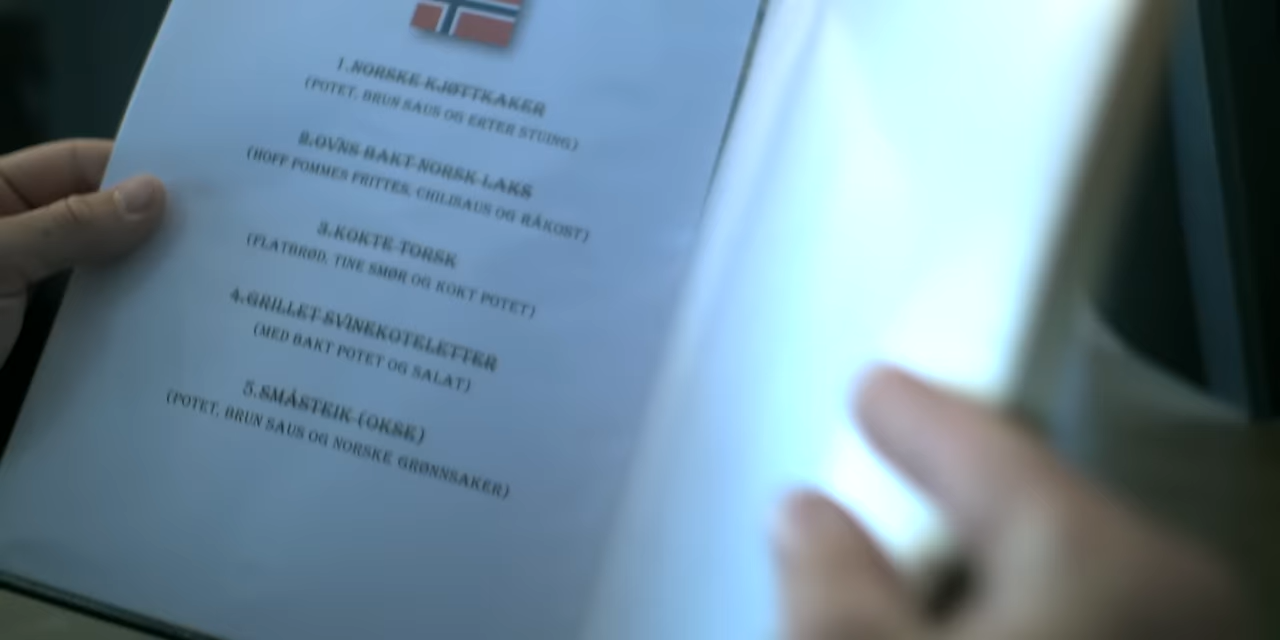 1.NORSKE KJØTTKAKER
(POTET, BRUN SAUS OG ERTER STUING)
2.OVNS BAKT NORSK LAKS
(HOFF POMMES FRITTES, CHILISAUS OG RÅKOST)
3.KOKTE TORSK
(FLATBRØD, TINE SMØR OG KOKT POTET)
4.GRILLET SVINEKOTELETTER
(MED BAKT POTET OG SALAT)
5.SMÅSTEIK (OKSE)
(POTET, BRUN SAUS OG NORSKE GRØNNSAKER)